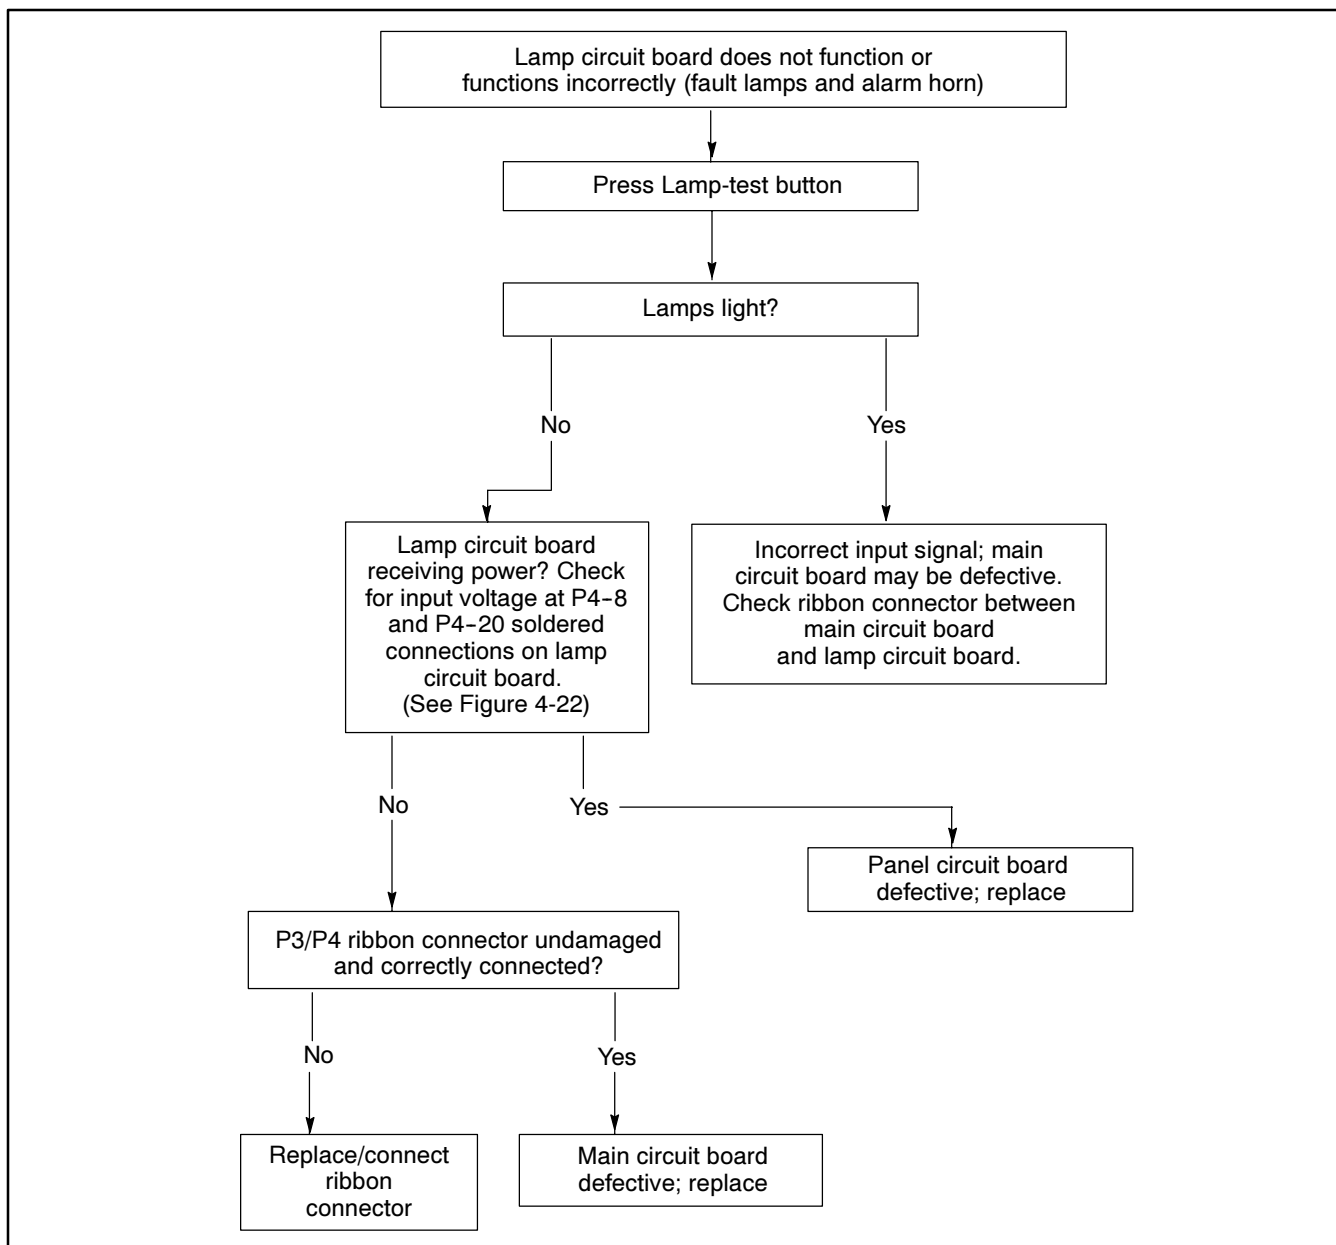 Lamp circuit board does not function or
functions incorrectly (fault lamps and alarm horn)
Press Lamp-test button
Lamps light?
No
Yes
Lamp circuit board
receiving power? Check
for input voltage at P4-8
and P4-20 soldered
connections on lamp
circuit board.
(See Figure 4-22)
Incorrect input signal; main
circuit board may be defective.
Check ribbon connector between
main circuit board
and lamp circuit board.
No
Yes
Panel circuit board
defective; replace
P3/P4 ribbon connector undamaged
and correctly connected?
No
Yes
Replace/connect
ribbon
connector
Main circuit board
defective; replace